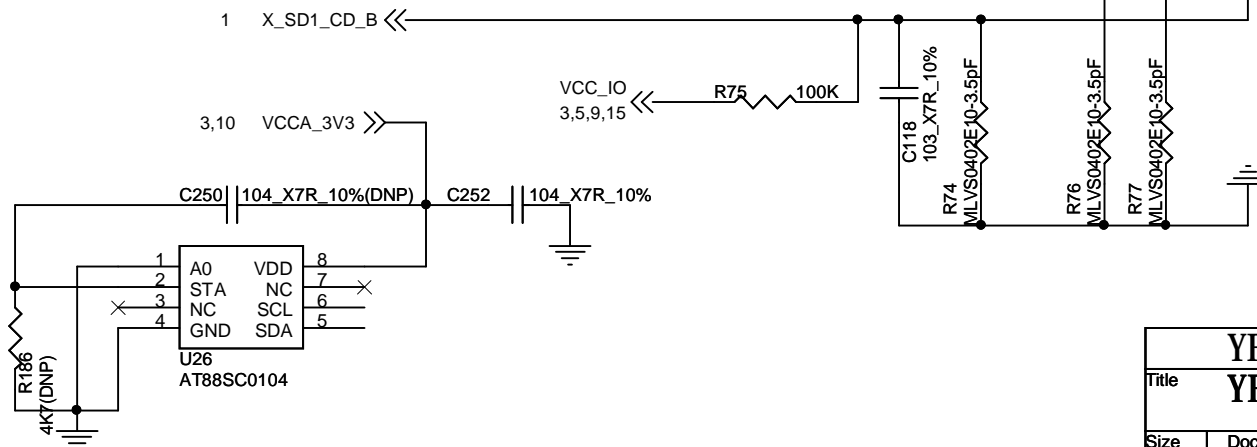 1 X_SD1_CD_B
VCC_IO
3,5,9,15
R75 100K
C118
103_X7R_10%
R74
MLVS0402E10-3.5pF
R76
MLVS0402E10-3.5pF
R77
MLVS0402E10-3.5pF
3,10 VCCA_3V3
C250 104_X7R_10%(DNP)
C252 104_X7R_10%
1 A0 VDD 8
2 STA NC 7
3 NC SCL 6
4 GND SDA 5
U26
AT88SC0104
R186
4K7(DNP)
Title
Size